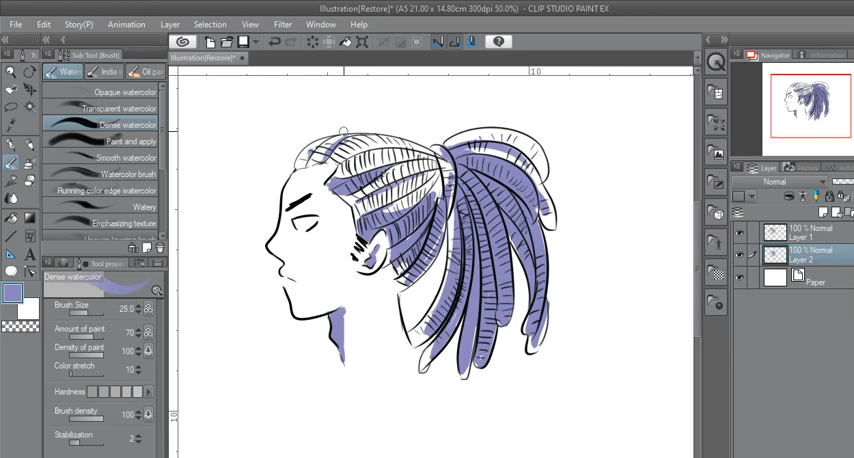 Illustration[Restore]* (A5 21.00 x 14.80cm 300dpi 50.0%) - CLIP STUDIO PAINT EX
File Edit Story(P) Animation Layer Selection View Filter Window Help
Sub Tool [Brush]
Illustration(Restore)*
Navigator Information
Water India Oil pa
10
Opaque watercolor
Transparent watercolor
Dense watercolor
Paint and apply
Smooth watercolor
Watercolor brush
Running color edge watercolor
Watery
Emphasizing texture
Tool proper
Dense watercolor
Brush Size 25.0
Amount of paint 70
Density of paint 100
Color stretch 10
Hardness
Brush density 100
Stabilization 2
10
Layer
Normal
100 % Normal
Layer 1
100 % Normal
Layer 2
Paper